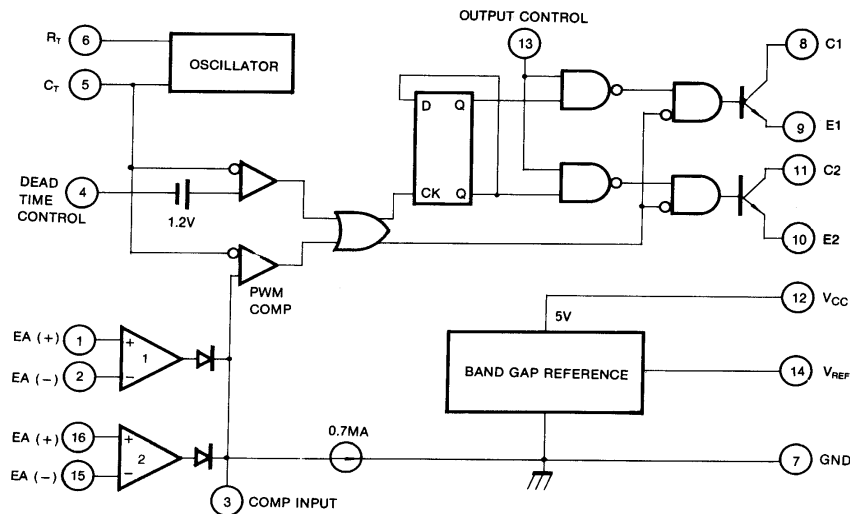 OUTPUT CONTROL
RT 6
OSCILLATOR
13
8 C1
CT 5
D Q
9 E1
DEAD TIME CONTROL 4
1.2V
CK Q
11 C2
10 E2
PWM COMP
12 VCC
5V
EA (+) 1
+
1
EA (−) 2
−
BAND GAP REFERENCE
14 VREF
EA (+) 16
+
2
0.7MA
EA (−) 15
−
7 GND
3 COMP INPUT